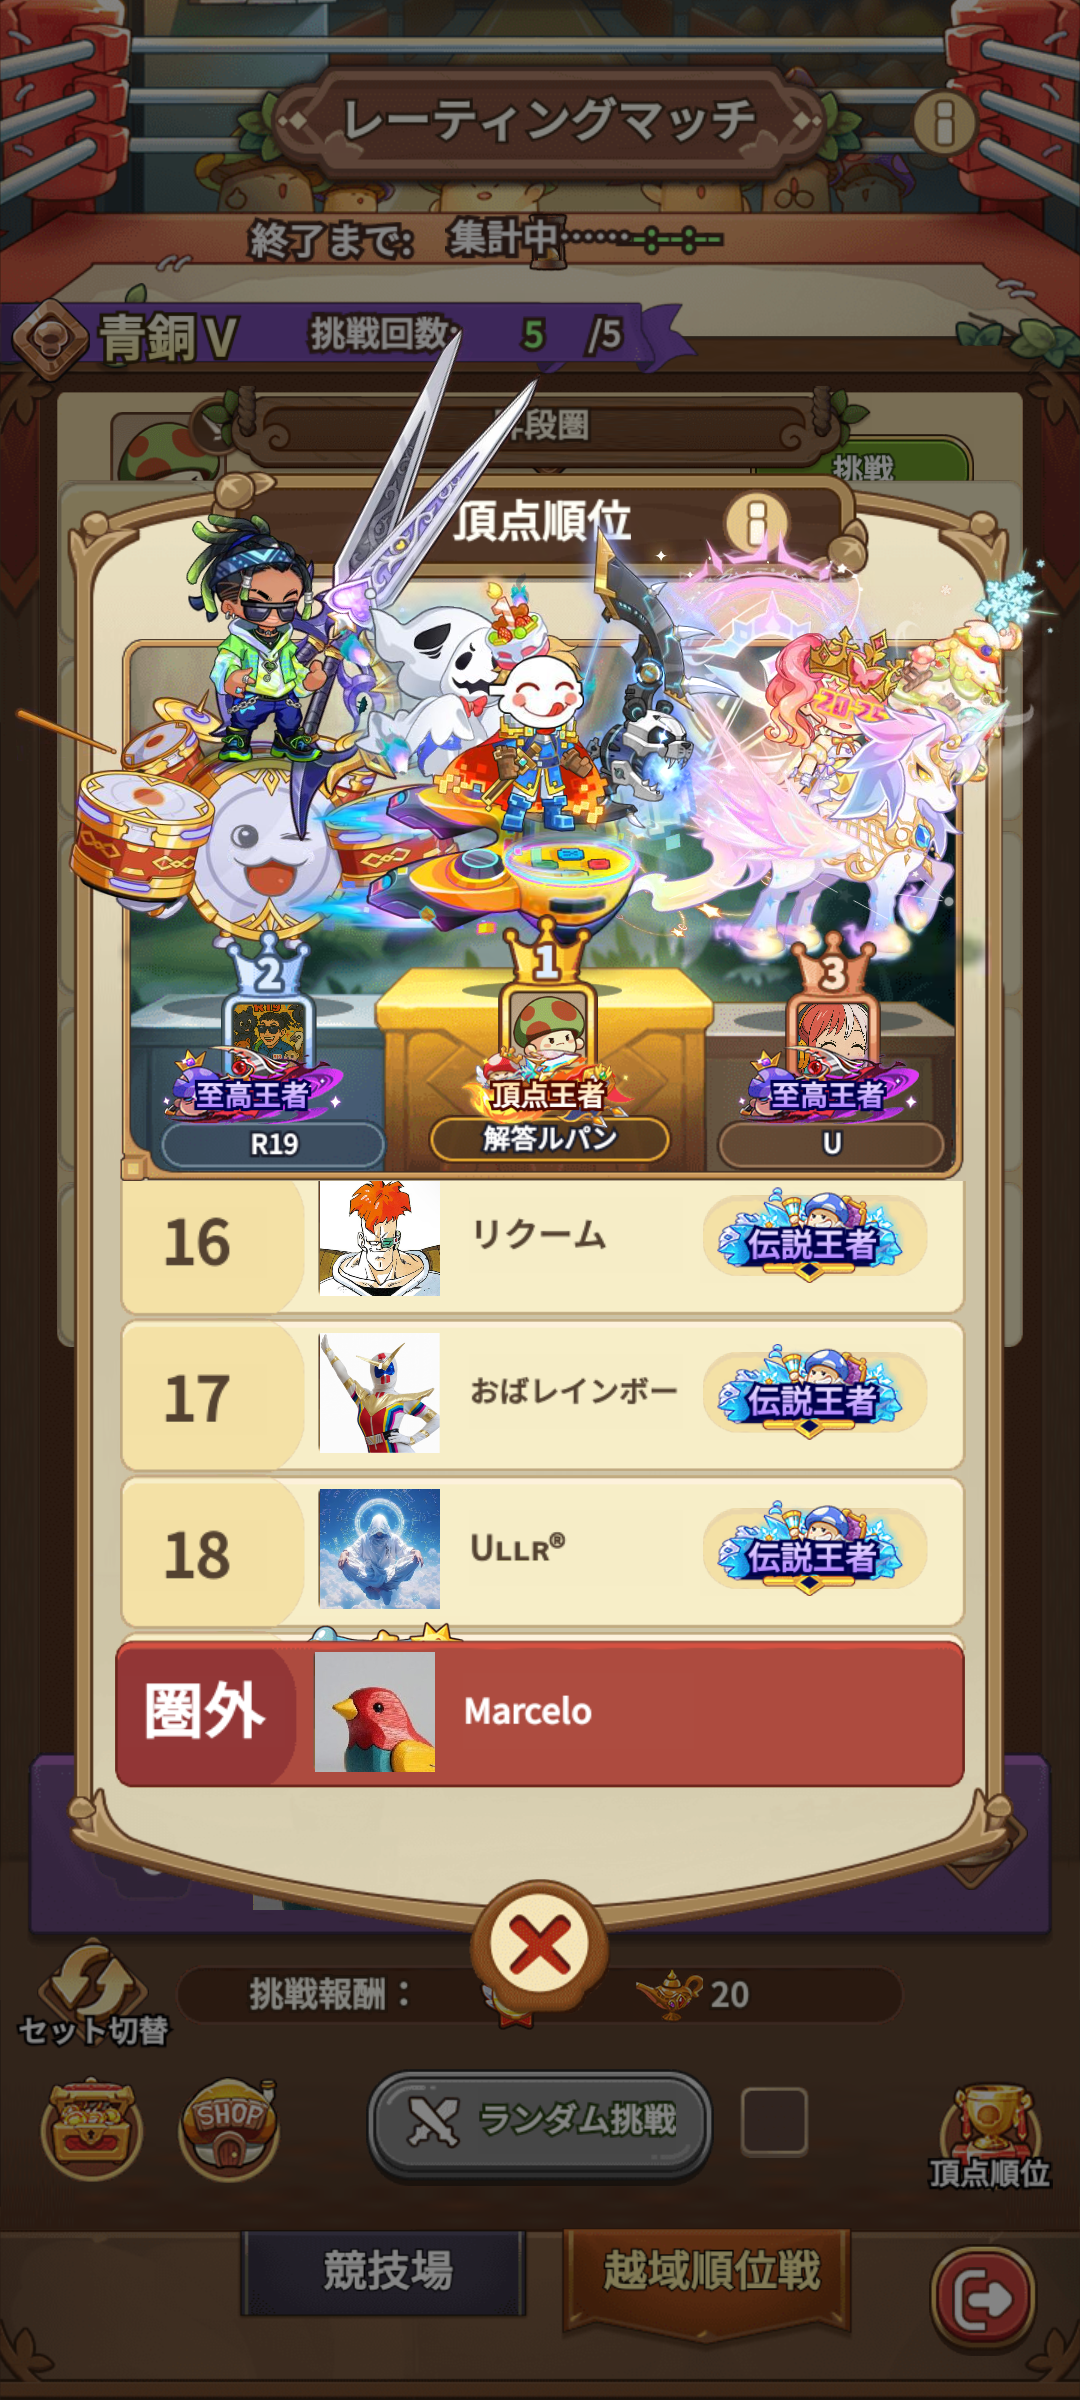 レーティングマッチ
終了まで: 集計中……--:--:--
青銅V 挑戦回数: 5 /5
昇段圏
挑戦
頂点順位
2025
2
1
3
至高王者
頂点王者
至高王者
R19
解答ルパン
U
16 リクーム 伝説王者
17 おばレインボー 伝説王者
18 ULLR® 伝説王者
圏外 Marcelo
挑戦報酬： 20
セット切替
SHOP
ランダム挑戦
頂点順位
競技場
越域順位戦